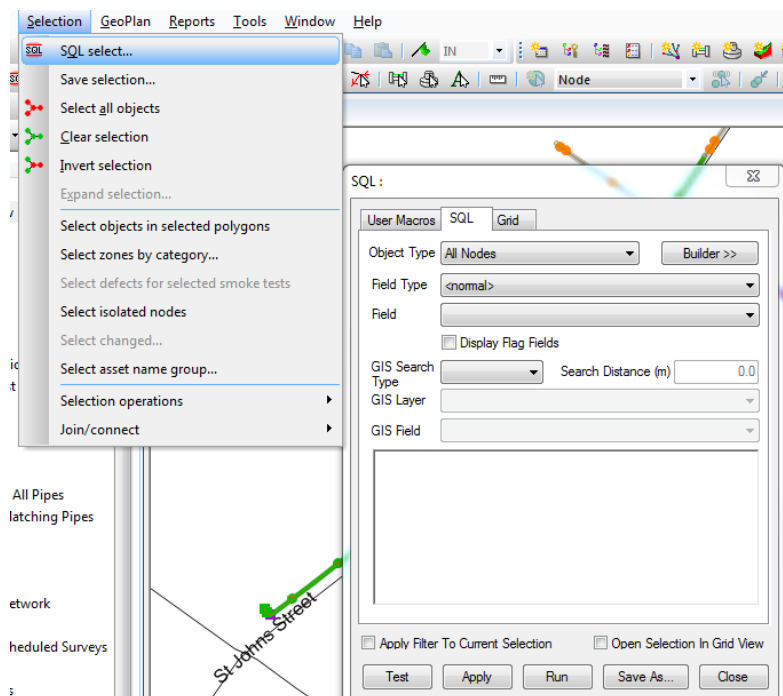 Selection GeoPlan Reports Tools Window Help
SQL SQL select...
IN
Save selection...
Node
Select all objects
Clear selection
Invert selection
Expand selection...
Select objects in selected polygons
Select zones by category...
Select defects for selected smoke tests
Select isolated nodes
Select changed...
Select asset name group...
Selection operations
Join/connect
SQL :
User Macros SQL Grid
Object Type All Nodes Builder >>
Field Type <normal>
Field
Display Flag Fields
GIS Search Type Search Distance (m) 0.0
GIS Layer
GIS Field
Apply Filter To Current Selection Open Selection In Grid View
Test Apply Run Save As... Close
All Pipes
Matching Pipes
etwork
heduled Surveys
St Johns Street